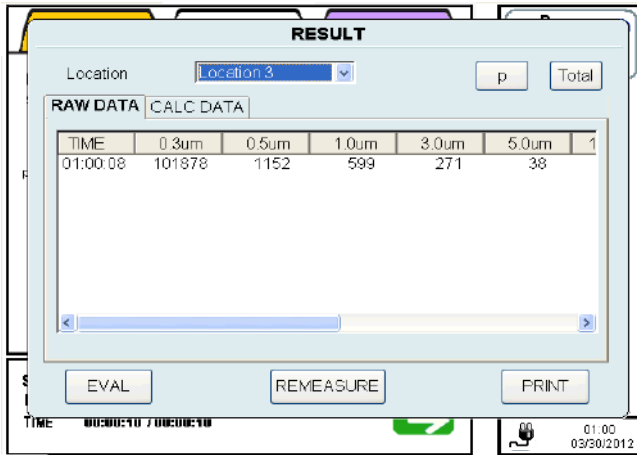 RESULT
Location Location 3 p Total
RAW DATA CALC DATA
TIME 0.3um 0.5um 1.0um 3.0um 5.0um 1
01:00:08 101878 1152 599 271 38
EVAL REMEASURE PRINT
TIME 00:00:10 / 00:00:10
01:00
03/30/2012